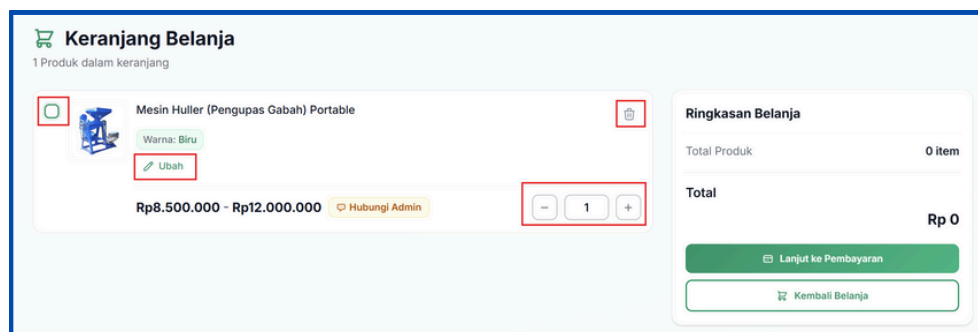 Keranjang Belanja
1 Produk dalam keranjang
Mesin Huller (Pengupas Gabah) Portable
Warna: Biru
Ubah
Rp8.500.000 - Rp12.000.000 Hubungi Admin
- 1 +
Ringkasan Belanja
Total Produk 0 item
Total
Rp 0
Lanjut ke Pembayaran
Kembali Belanja